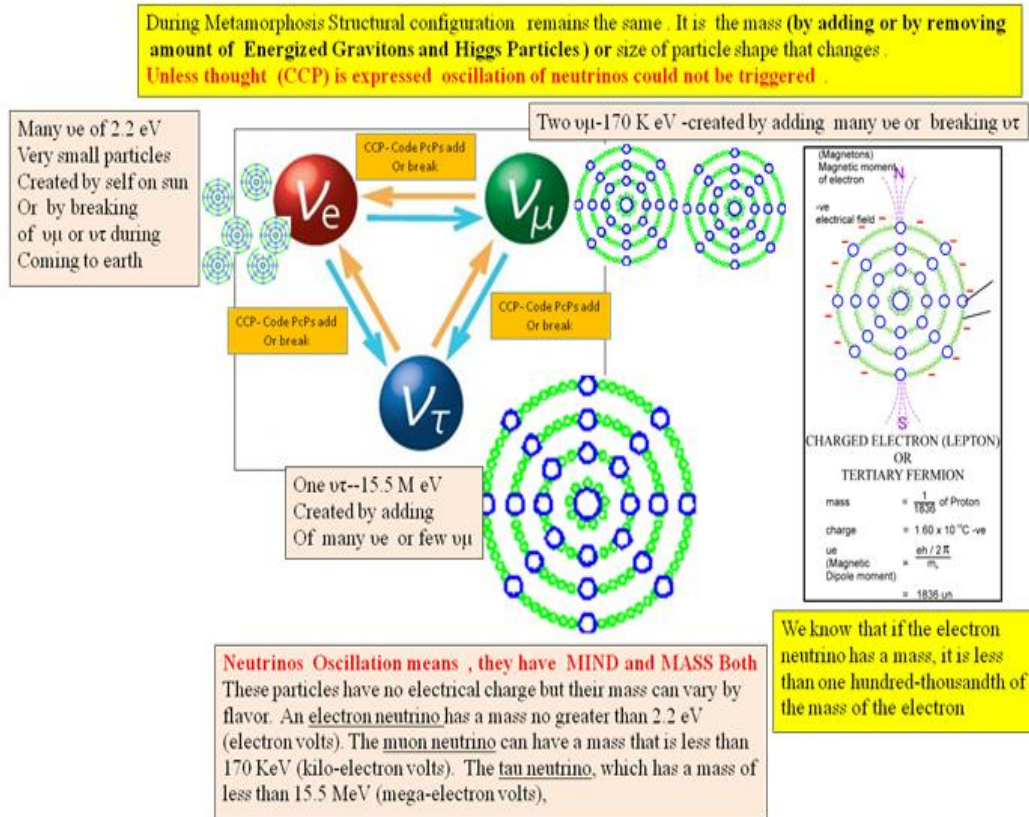 During Metamorphosis Structural configuration remains the same . It is the mass (by adding or by removing
amount of Energized Gravitons and Higgs Particles ) or size of particle shape that changes .
Unless thought (CCP) is expressed oscillation of neutrinos could not be triggered .
Many υe of 2.2 eV
Very small particles
Created by self on sun
Or by breaking
of υμ or υτ during
Coming to earth
Two υμ-170 K eV -created by adding many υe or breaking υτ
CCP- Code PcPs add
Or break
νe
νμ
CCP- Code PcPs add
Or break
CCP- Code PcPs add
Or break
ντ
One υτ--15.5 M eV
Created by adding
Of many υe or few υμ
(Magnetons)
Magnetic moment
of electron
N
-ve
electrical field
S
CHARGED ELECTRON (LEPTON)
OR
TERTIARY FERMION
mass = 1/1836 of Proton
charge = 1.60 x 10 C -ve
ue
(Magnetic = eh / 2 π / m
Dipole moment)
= 1836 un
We know that if the electron
neutrino has a mass, it is less
than one hundred-thousandth of
the mass of the electron
Neutrinos Oscillation means , they have MIND and MASS Both
These particles have no electrical charge but their mass can vary by
flavor. An electron neutrino has a mass no greater than 2.2 eV
(electron volts). The muon neutrino can have a mass that is less than
170 KeV (kilo-electron volts). The tau neutrino, which has a mass of
less than 15.5 MeV (mega-electron volts),